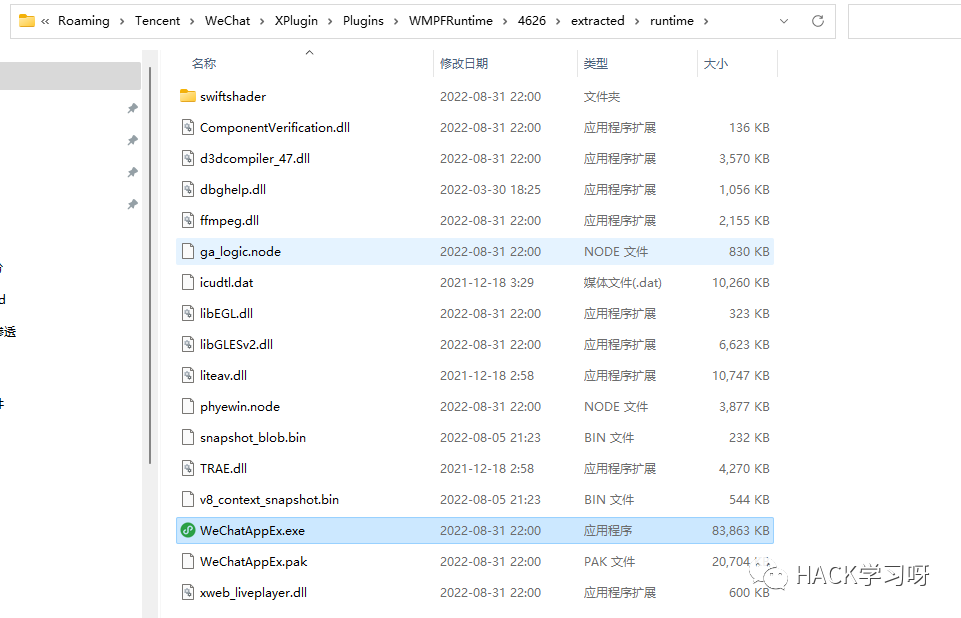 « Roaming › Tencent › WeChat › XPlugin › Plugins › WMPFRuntime › 4626 › extracted › runtime ›
名称 修改日期 类型 大小
swiftshader 2022-08-31 22:00 文件夹
ComponentVerification.dll 2022-08-31 22:00 应用程序扩展 136 KB
d3dcompiler_47.dll 2022-08-31 22:00 应用程序扩展 3,570 KB
dbghelp.dll 2022-03-30 18:25 应用程序扩展 1,056 KB
ffmpeg.dll 2022-08-31 22:00 应用程序扩展 2,155 KB
ga_logic.node 2022-08-31 22:00 NODE 文件 830 KB
icudtl.dat 2021-12-18 3:29 媒体文件(.dat) 10,260 KB
libEGL.dll 2022-08-31 22:00 应用程序扩展 323 KB
d
libGLESv2.dll 2022-08-31 22:00 应用程序扩展 6,623 KB
透
liteav.dll 2021-12-18 2:58 应用程序扩展 10,747 KB
phyewin.node 2022-08-31 22:00 NODE 文件 3,877 KB
snapshot_blob.bin 2022-08-05 21:23 BIN 文件 232 KB
TRAE.dll 2021-12-18 2:58 应用程序扩展 4,270 KB
v8_context_snapshot.bin 2022-08-05 21:23 BIN 文件 544 KB
WeChatAppEx.exe 2022-08-31 22:00 应用程序 83,863 KB
WeChatAppEx.pak 2022-08-31 22:00 PAK 文件 20,704
HACK学习呀
xweb_liveplayer.dll 2022-08-31 22:00 应用程序扩展 600 KB